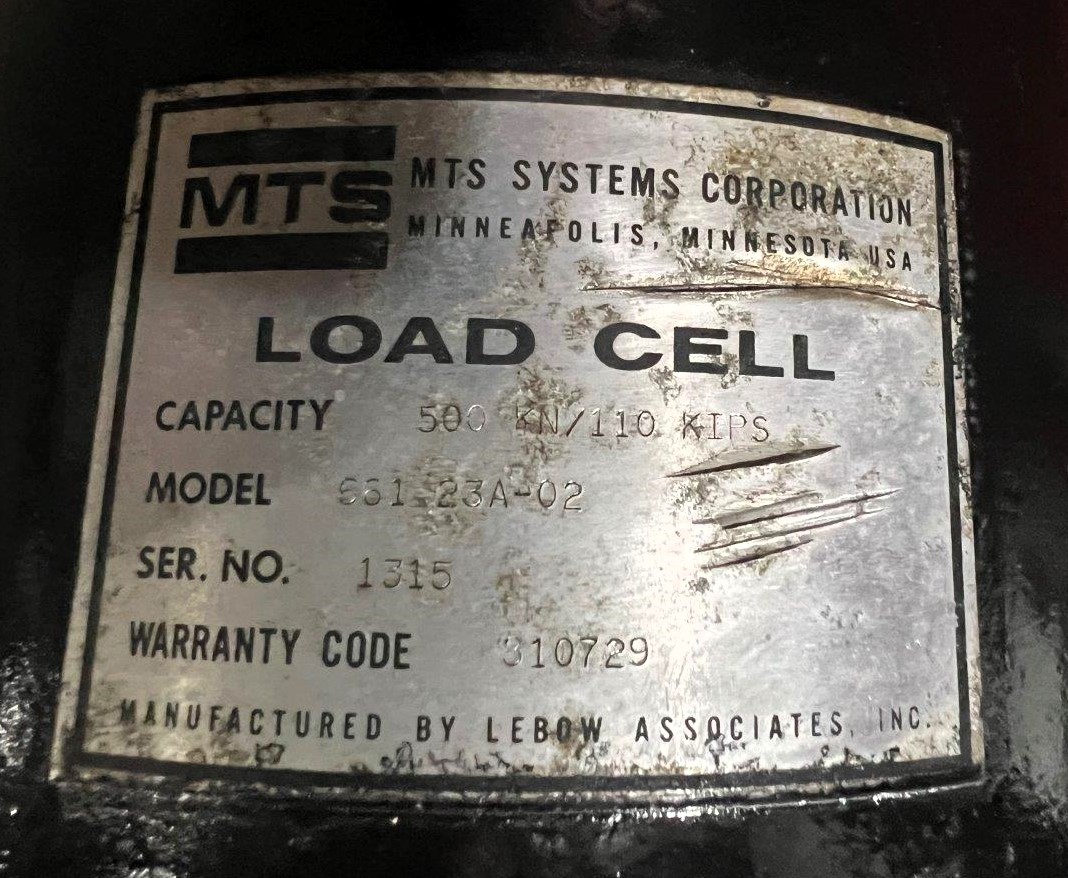 MTS
MTS SYSTEMS CORPORATION
MINNEAPOLIS, MINNESOTA USA
LOAD CELL
CAPACITY 500 KN/110 KIPS
MODEL 661-23A-02
SER. NO. 1315
WARRANTY CODE 310729
MANUFACTURED BY LEBOW ASSOCIATES, INC.